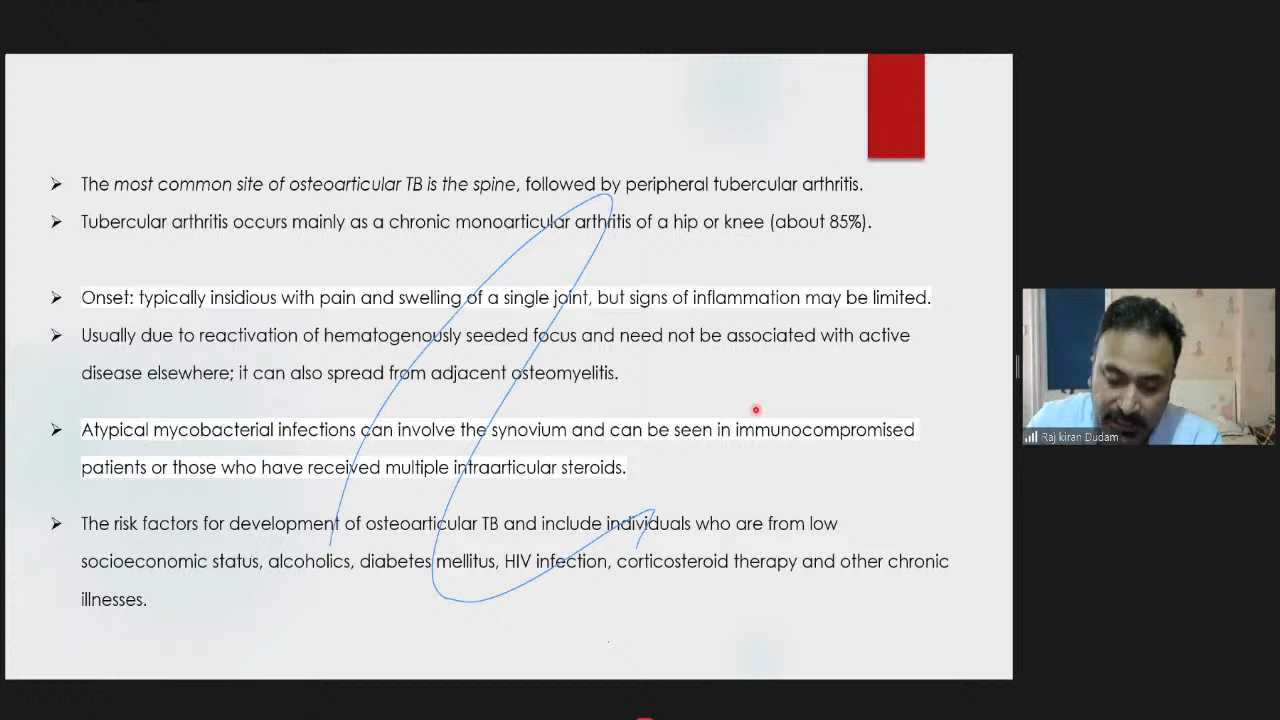 The most common site of osteoarticular TB is the spine, followed by peripheral tubercular arthritis.
Tubercular arthritis occurs mainly as a chronic monoarticular arthritis of a hip or knee (about 85%).
Onset: typically insidious with pain and swelling of a single joint, but signs of inflammation may be limited.
Usually due to reactivation of hematogenously seeded focus and need not be associated with active
disease elsewhere; it can also spread from adjacent osteomyelitis.
Atypical mycobacterial infections can involve the synovium and can be seen in immunocompromised
patients or those who have received multiple intraarticular steroids.
The risk factors for development of osteoarticular TB and include individuals who are from low
socioeconomic status, alcoholics, diabetes mellitus, HIV infection, corticosteroid therapy and other chronic
illnesses.
Raj kiran Dudam